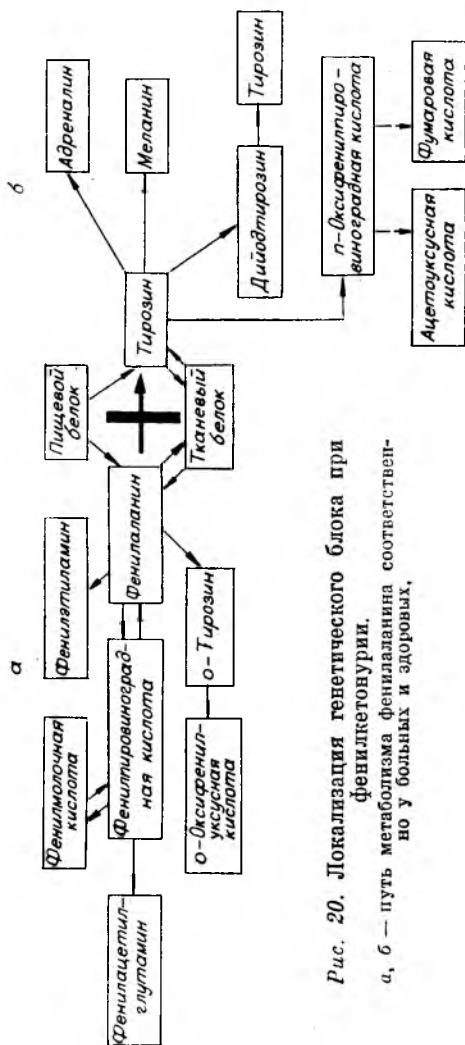 а
б
Фенилмолочная
кислота
Фенилэтиламин
Пищевой
белок
Адреналин
Фенилацетил-
глутамин
Фенилпировиноград-
ная кислота
Фенилаланин
Тирозин
Меланин
о-Оксифенил-
уксусная
кислота
о-Тирозин
Тканевый
белок
Дийодтирозин
Тирозин
п-Оксифенилпиро-
виноградная кислота
Ацетоуксусная
кислота
Фумаровая
кислота
Рис. 20. Локализация генетического блока при
фенилкетонурии.
а, б — путь метаболизма фенилаланина соответствен-
но у больных и здоровых,